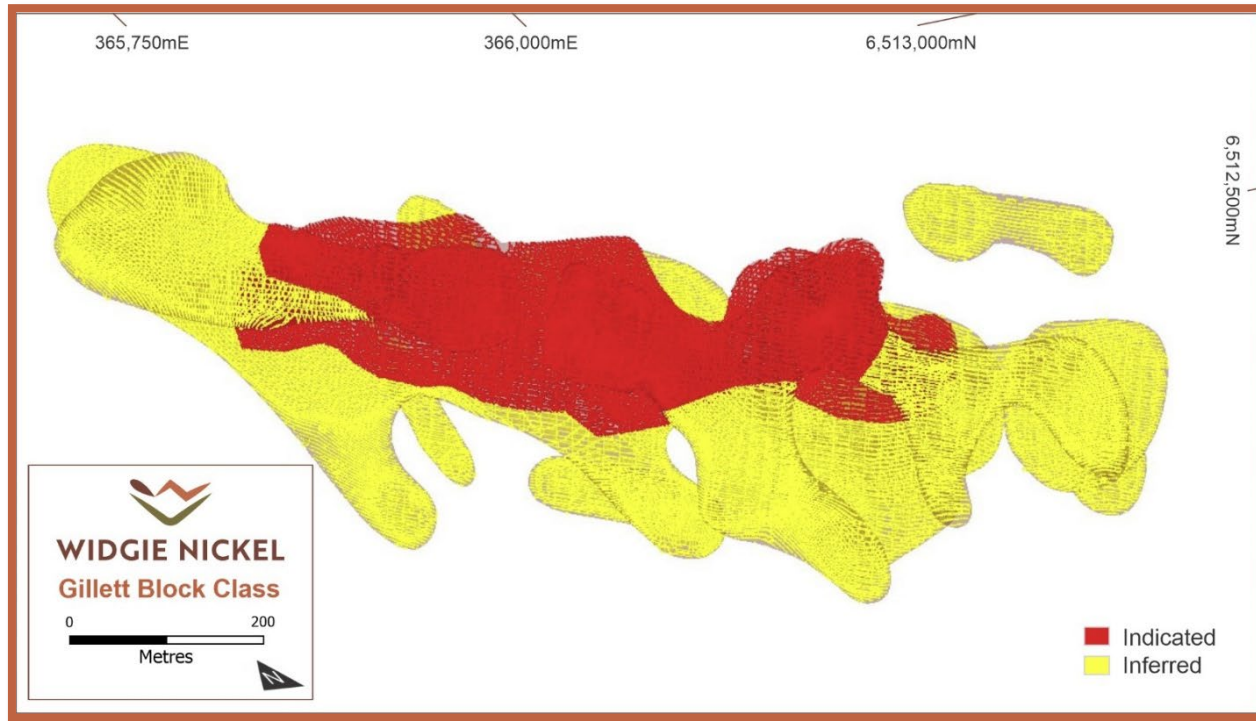 365,750mE
366,000mE
6,513,000mN
6,512,500mN
WIDGIE NICKEL
Gillett Block Class
0 200
Metres
N
Indicated
Inferred